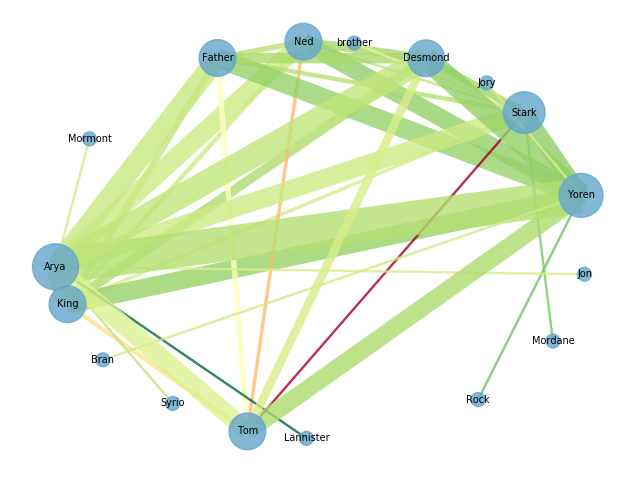 Ned
brother
Father
Desmond
Jory
Stark
Mormont
Yoren
Arya
Jon
King
Mordane
Bran
Rock
Syrio
Tom
Lannister